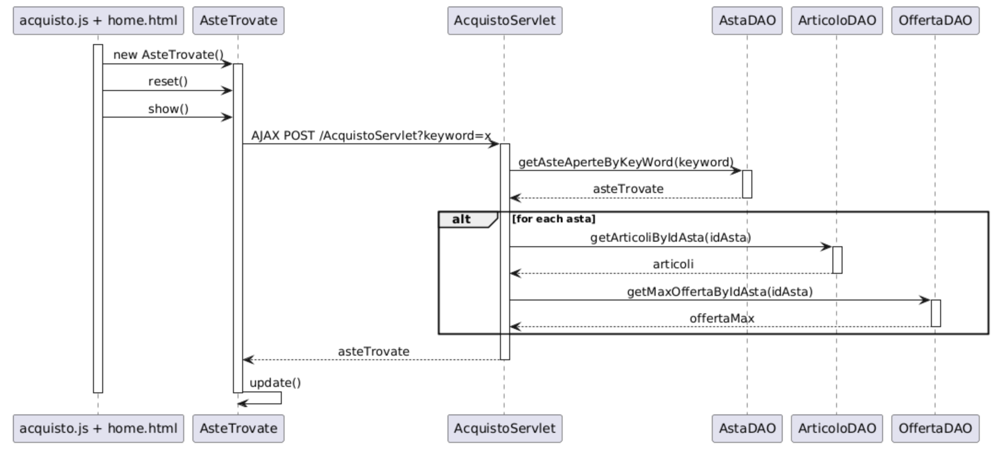 acquisto.js + home.html
AsteTrovate
AcquistoServlet
AstaDAO
ArticoloDAO
OffertaDAO
new AsteTrovate()
reset()
show()
AJAX POST /AcquistoServlet?keyword=x
getAsteAperteByKeyWord(keyword)
asteTrovate
alt
[for each asta]
getArticoliByIdAsta(idAsta)
articoli
getMaxOffertaByIdAsta(idAsta)
offertaMax
asteTrovate
update()
acquisto.js + home.html
AsteTrovate
AcquistoServlet
AstaDAO
ArticoloDAO
OffertaDAO